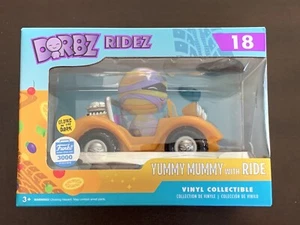 DORBZ RIDEZ
18
GLOWS
IN THE
DARK
Funko
3000
YUMMY MUMMY with RIDE
VINYL COLLECTIBLE
COLLECTION DE VINYLE | COLECCIÓN DE VINILO
3+